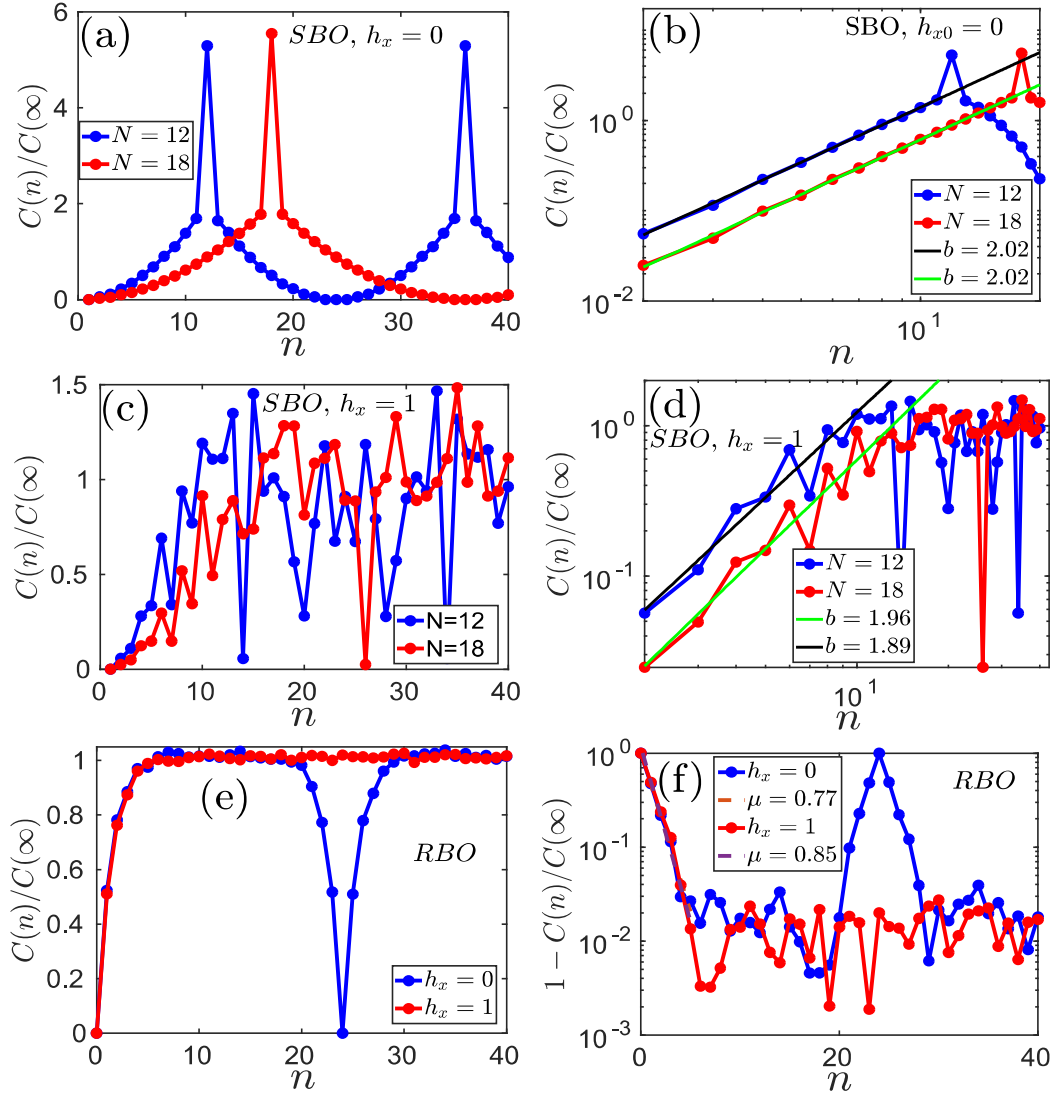 (a)
SBO, h_x = 0
C(n)/C(∞)
6
4
2
0
N = 12
N = 18
0
10
20
30
40
n
(b)
SBO, h_{x0} = 0
C(n)/C(∞)
10^0
10^{-2}
N = 12
N = 18
b = 2.02
b = 2.02
10^1
n
(c)
SBO, h_x = 1
C(n)/C(∞)
1.5
1
0.5
0
N=12
N=18
0
10
20
30
40
n
(d)
SBO, h_x = 1
C(n)/C(∞)
10^0
10^{-1}
N = 12
N = 18
b = 1.96
b = 1.89
10^1
n
(e)
RBO
C(n)/C(∞)
1
0.8
0.6
0.4
0.2
0
h_x = 0
h_x = 1
0
10
20
30
40
n
(f)
RBO
1 − C(n)/C(∞)
10^0
10^{-1}
10^{-2}
10^{-3}
h_x = 0
μ = 0.77
h_x = 1
μ = 0.85
0
20
40
n